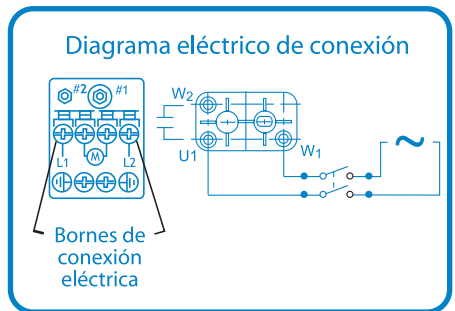 Diagrama eléctrico de conexión
#2 #1
W2
L1 M L2
U1
W1
~
Bornes de
conexión
eléctrica